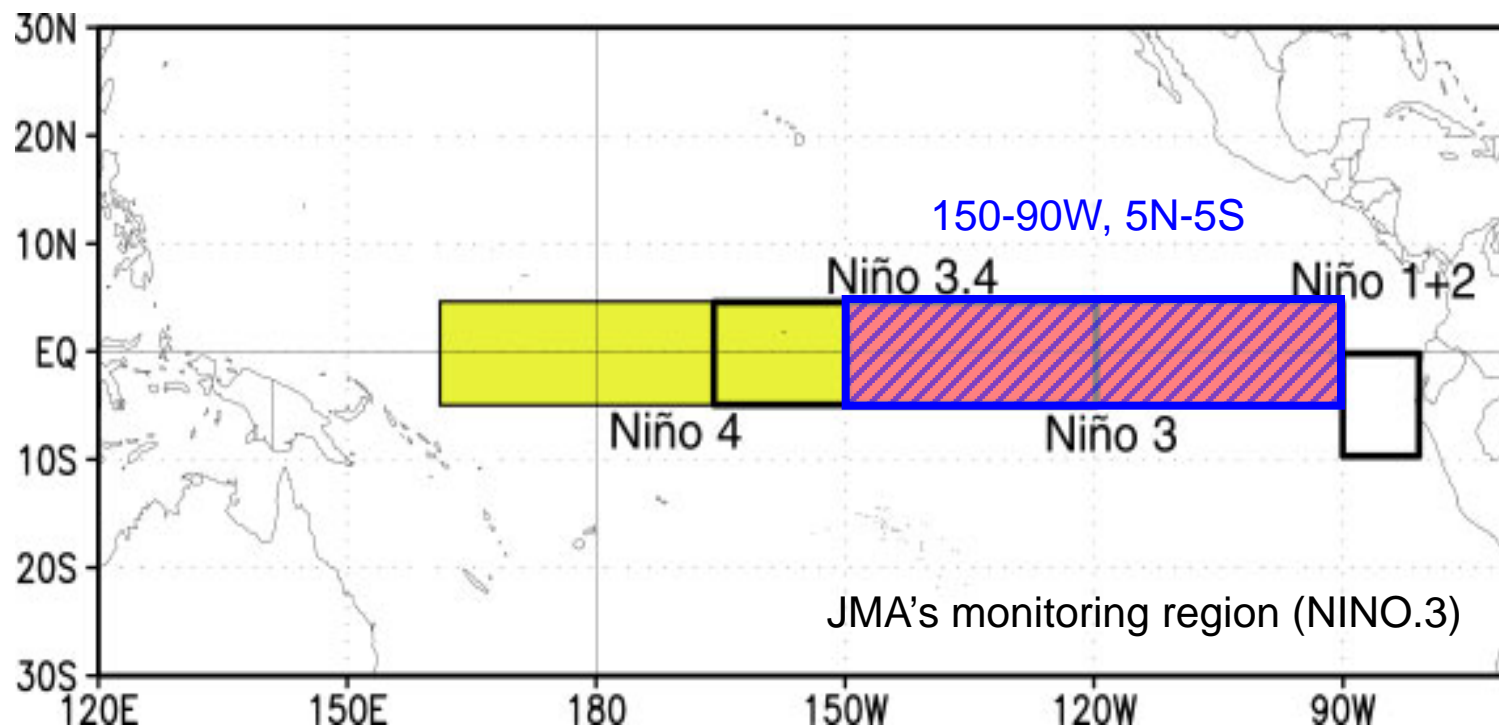 30N
20N
150-90W, 5N-5S
10N
Niño 3.4
Niño 1+2
EQ
Niño 4
Niño 3
10S
20S
JMA’s monitoring region (NINO.3)
30S
120E 150E 180 150W 120W 90W